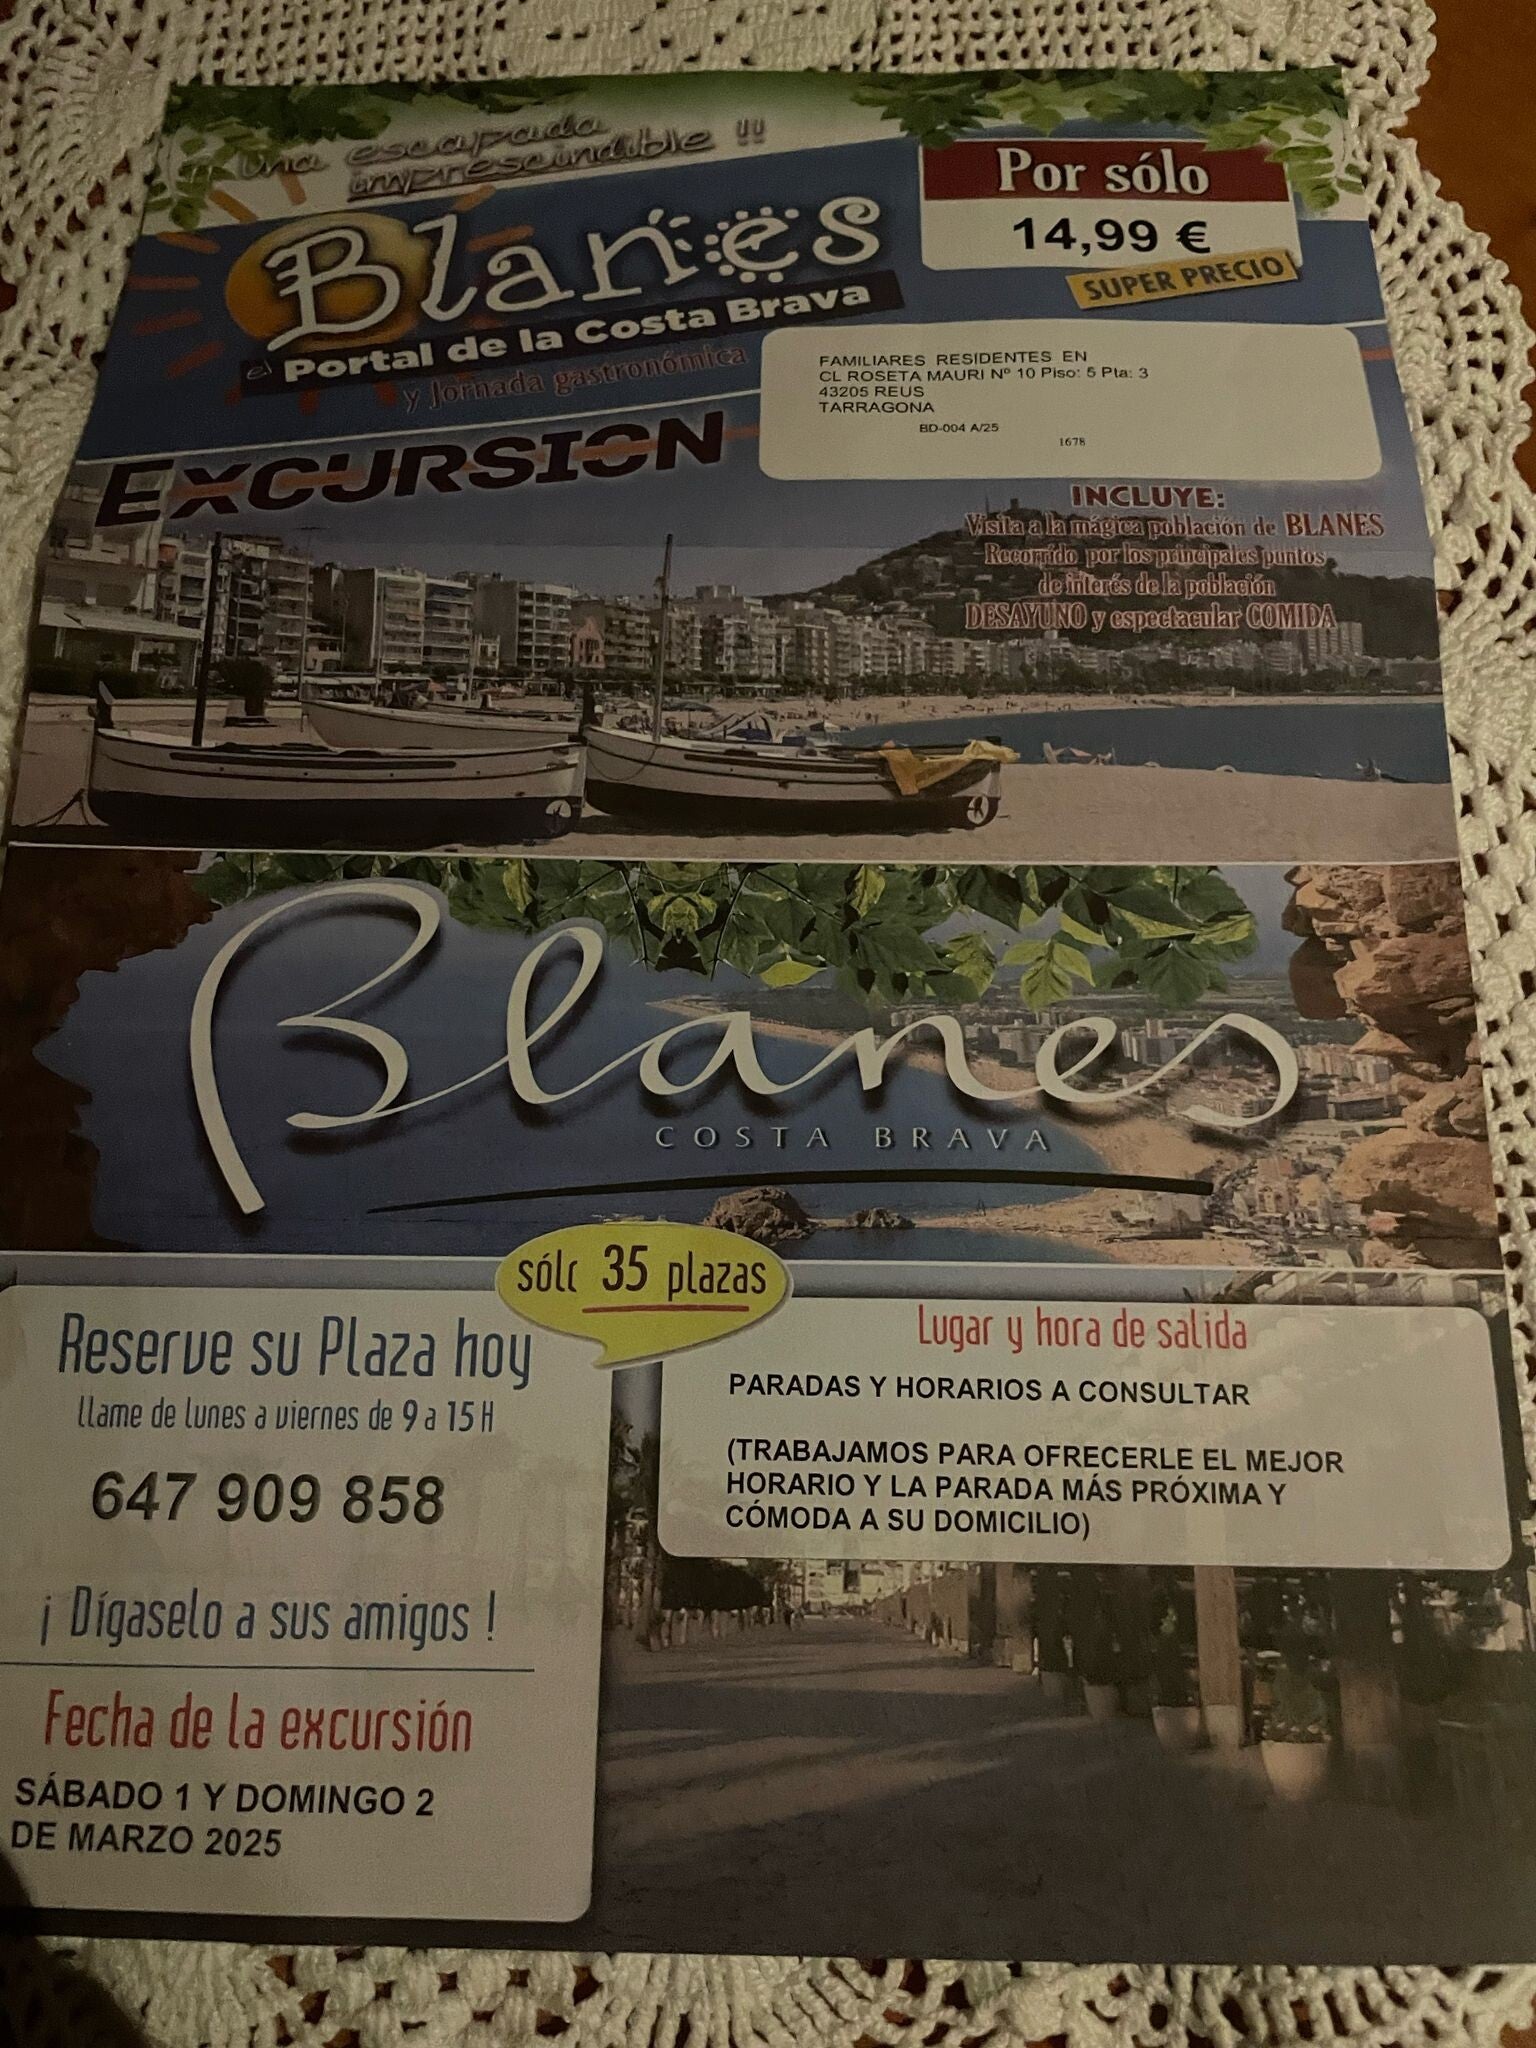 una escapada
imprescindible !!
Blanes
el Portal de la Costa Brava
y Jornada gastronómica
Por sólo
14,99 €
SUPER PRECIO
FAMILIARES RESIDENTES EN
CL ROSETA MAURI Nº 10 Piso: 5 Pta: 3
43205 REUS
TARRAGONA
BD-004 A/25
1678
EXCURSION
INCLUYE:
Visita a la mágica población de BLANES
Recorrido por los principales puntos
de interés de la población
DESAYUNO y espectacular COMIDA
Blanes
COSTA BRAVA
sólo 35 plazas
Reserve su Plaza hoy
llame de lunes a viernes de 9 a 15 H
647 909 858
¡ Dígaselo a sus amigos !
Fecha de la excursión
SÁBADO 1 Y DOMINGO 2
DE MARZO 2025
Lugar y hora de salida
PARADAS Y HORARIOS A CONSULTAR
(TRABAJAMOS PARA OFRECERLE EL MEJOR
HORARIO Y LA PARADA MÁS PRÓXIMA Y
CÓMODA A SU DOMICILIO)